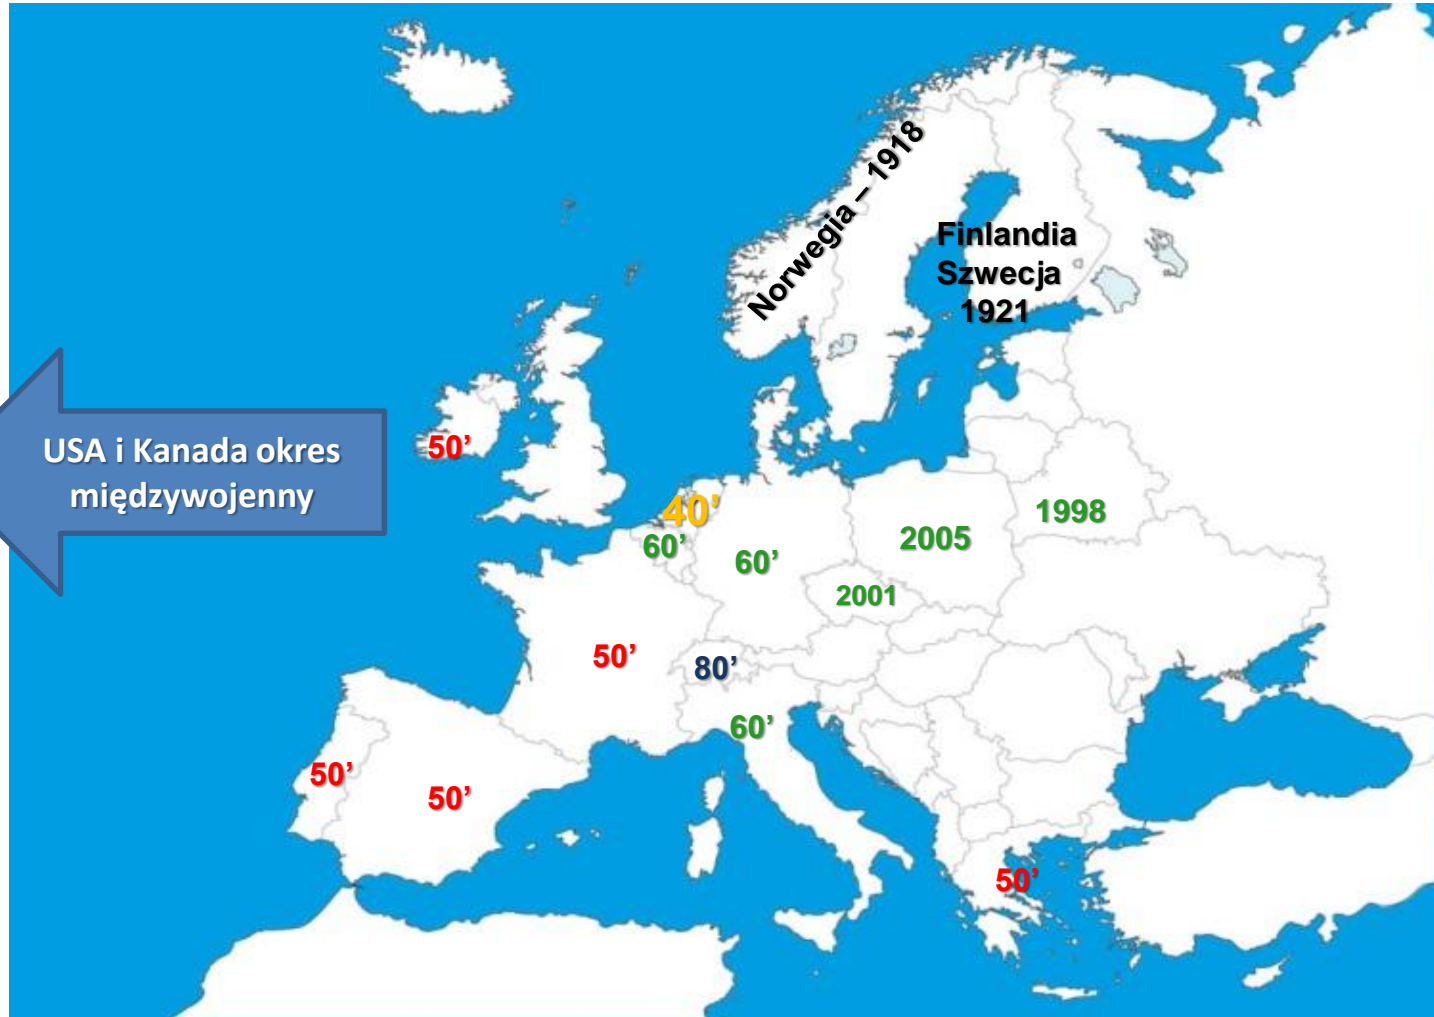 Norwegia – 1918
Finlandia
Szwecja
1921
USA i Kanada okres
międzywojenny
50’
40’
60’
60’
2005
1998
2001
50’
80’
60’
50’
50’
50’